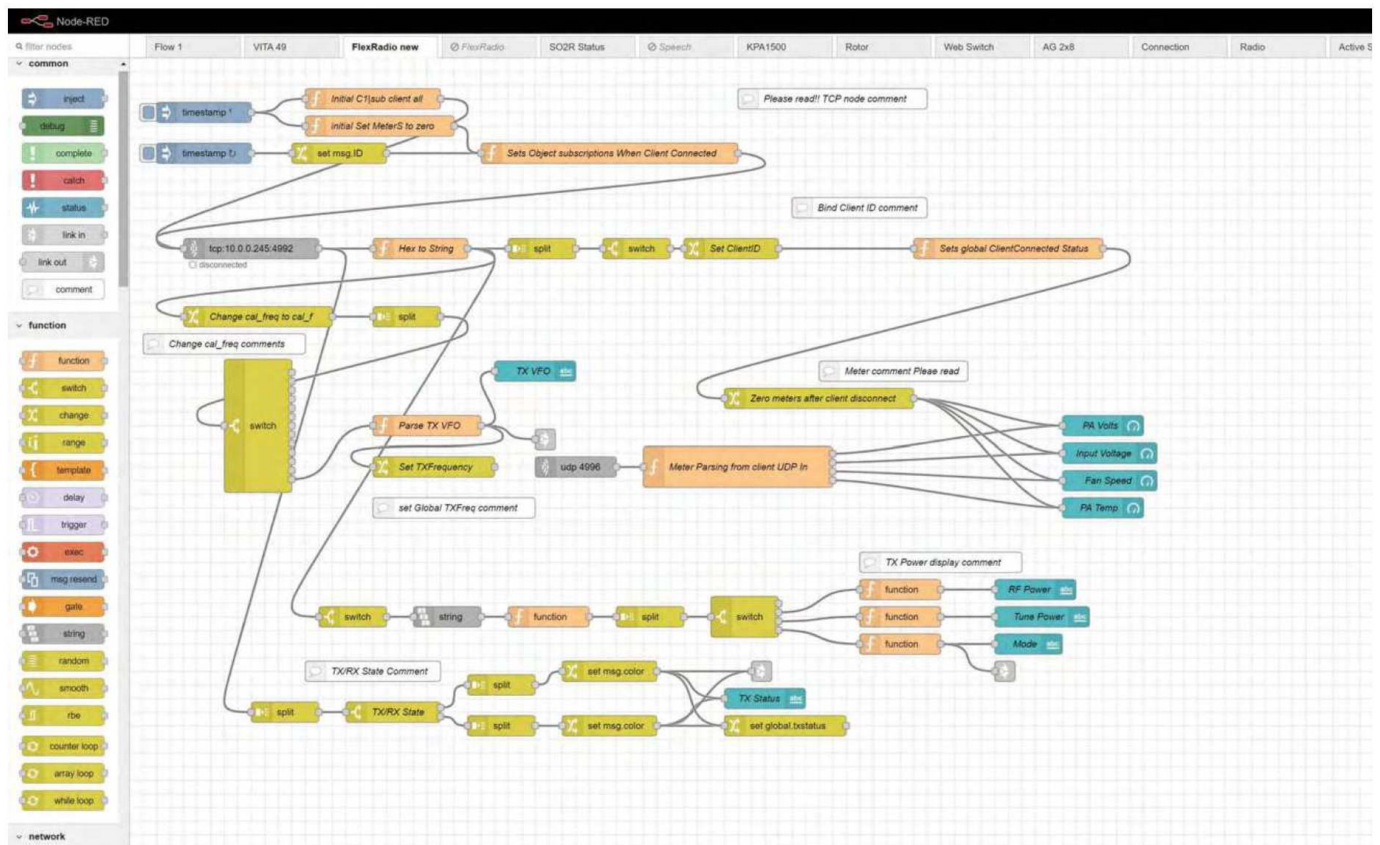 Node-RED
filter nodes
Flow 1
VITA 49
FlexRadio new
FlexRadio
SO2R Status
Speech
KPA1500
Rotor
Web Switch
AG 2x8
Connection
Radio
Active S
common
inject
debug
complete
catch
status
link in
link out
comment
function
function
switch
change
range
template
delay
trigger
exec
msg resend
gate
string
random
smooth
rbe
counter loop
array loop
while loop
network
timestamp ¹
Initial C1|sub client all
Initial Set MeterS to zero
Please read!! TCP node comment
timestamp ↻
set msg.ID
Sets Object subscriptions When Client Connected
Bind Client ID comment
tcp:10.0.0.245:4992
disconnected
Hex to String
split
switch
Set ClientID
Sets global ClientConnected Status
Change cal_freq to cal_f
split
Change cal_freq comments
TX VFO
abc
Meter comment Pleae read
Zero meters after client disconnect
switch
Parse TX VFO
PA Volts
Input Voltage
Set TXFrequency
udp 4996
Meter Parsing from client UDP In
Fan Speed
PA Temp
set Global TXFreq comment
TX Power display comment
function
RF Power
abc
switch
string
function
split
switch
function
Tune Power
abc
function
Mode
abc
TX/RX State Comment
split
set msg.color
TX Status
abc
split
TX/RX State
split
set msg.color
set global.txstatus